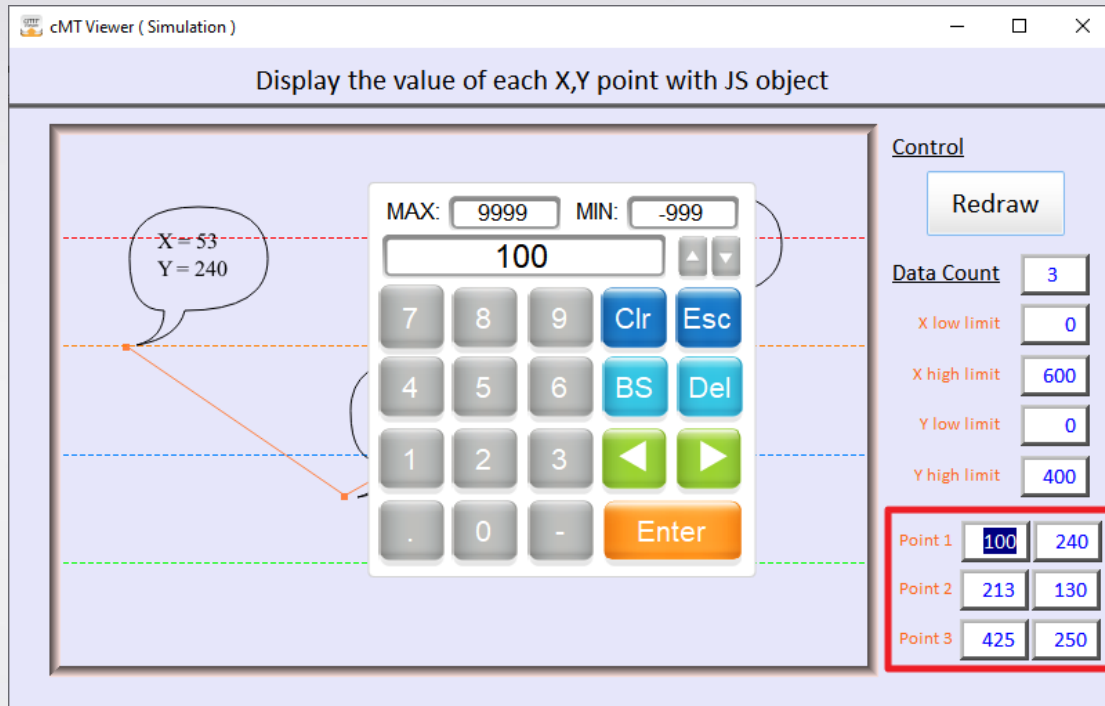 cMT Viewer ( Simulation )
Display the value of each X,Y point with JS object
X = 53
Y = 240
MAX: 9999 MIN: -999
100
7 8 9 Clr Esc
4 5 6 BS Del
1 2 3
. 0 - Enter
Control
Redraw
Data Count 3
X low limit 0
X high limit 600
Y low limit 0
Y high limit 400
Point 1 100 240
Point 2 213 130
Point 3 425 250